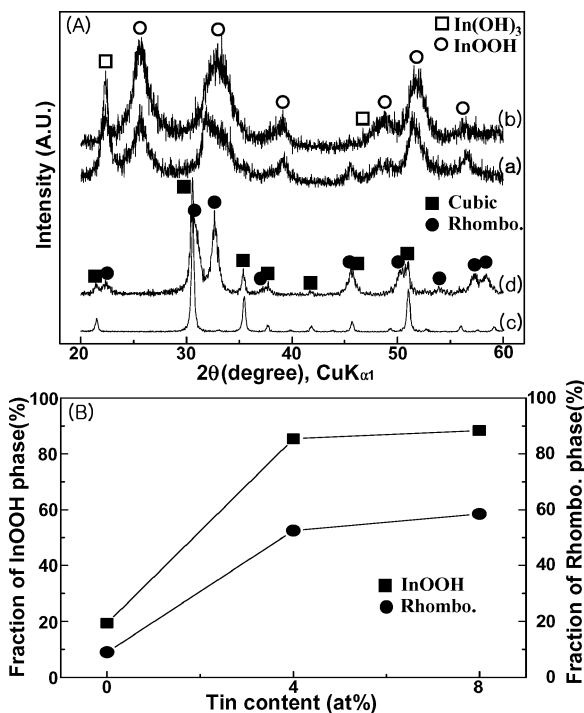 (A)
In(OH)3
InOOH
(b)
(a)
Cubic
Rhombo.
(d)
(c)
Intensity (A.U.)
20 30 40 50 60
2θ(degree), CuKα1
(B)
100 100
80 80
60 60
40 40
20 20
0 0
InOOH
Rhombo.
Fraction of InOOH phase(%)
Fraction of Rhombo. phase(%)
0 4 8
Tin content (at%)